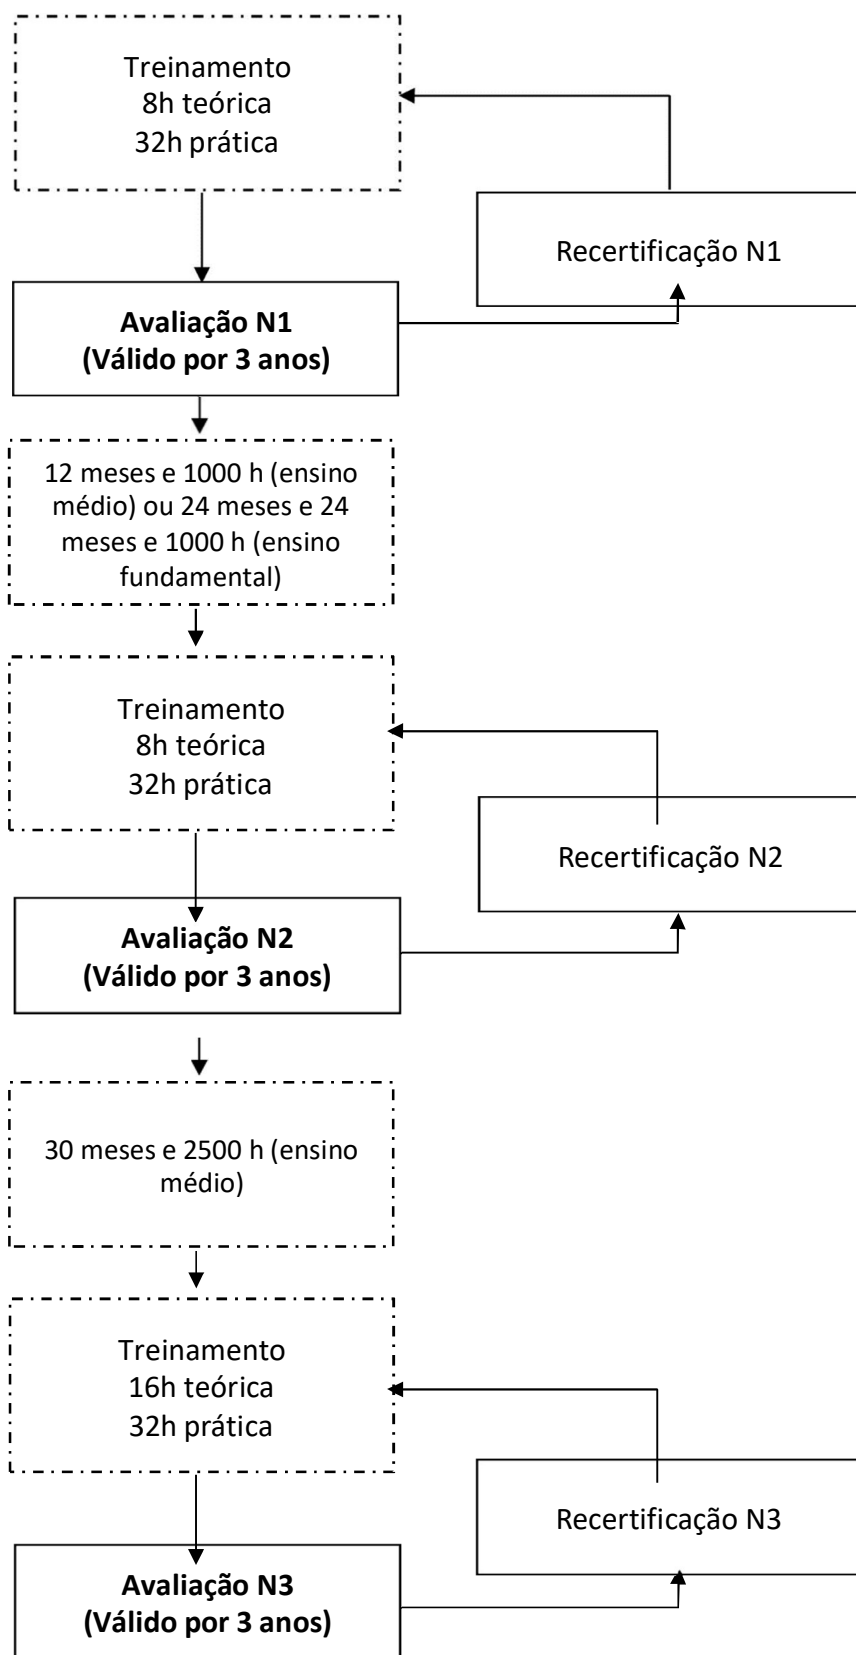 Treinamento
8h teórica
32h prática
Recertificação N1
Avaliação N1
(Válido por 3 anos)
12 meses e 1000 h (ensino
médio) ou 24 meses e 24
meses e 1000 h (ensino
fundamental)
Treinamento
8h teórica
32h prática
Recertificação N2
Avaliação N2
(Válido por 3 anos)
30 meses e 2500 h (ensino
médio)
Treinamento
16h teórica
32h prática
Recertificação N3
Avaliação N3
(Válido por 3 anos)